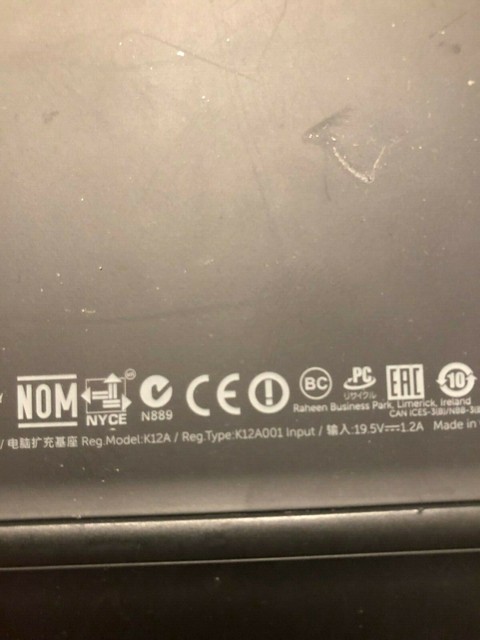 NOM NYCE N889 CE BC PC リサイクル EAC 10
Raheen Business Park, Limerick, Ireland
CAN ICES-3(B)/NBB-3(B
/ 电脑扩充基座 Reg.Model:K12A / Reg.Type:K12A001 Input / 输入:19.5V⎓1.2A Made in